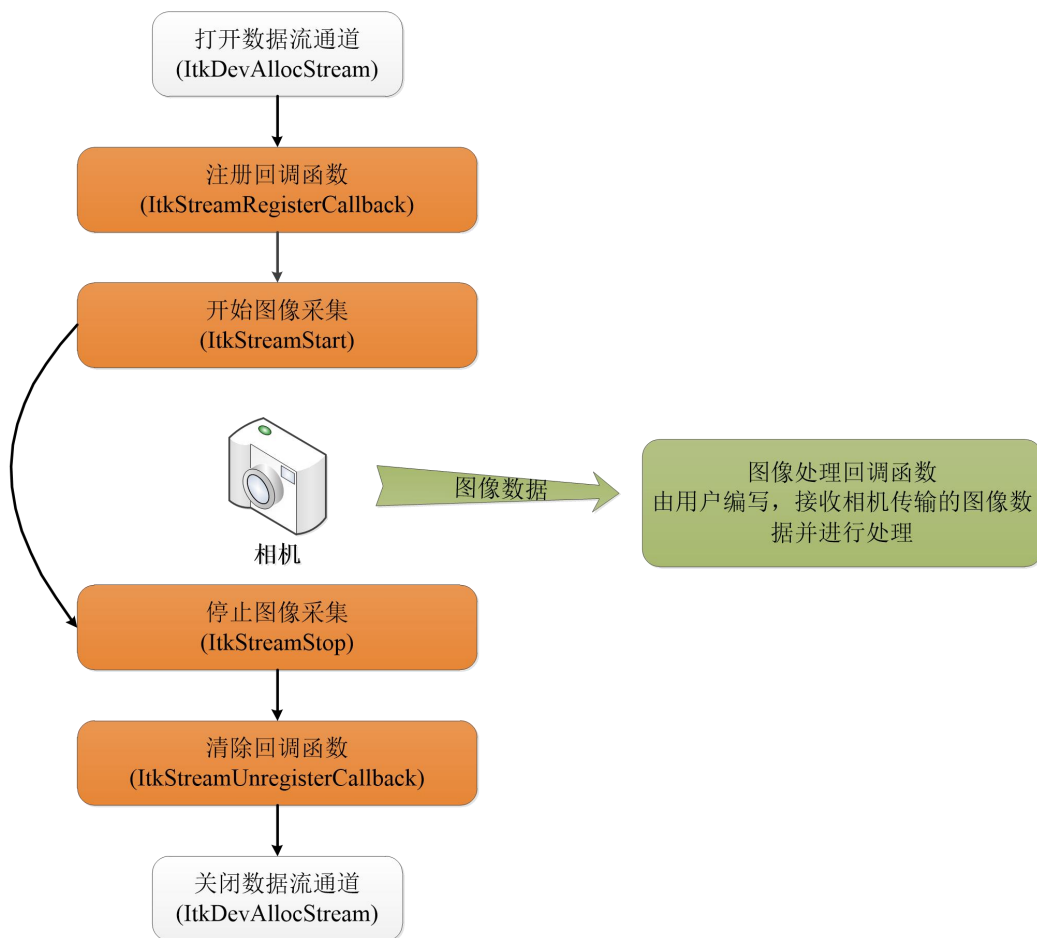 打开数据流通道
(ItkDevAllocStream)
注册回调函数
(ItkStreamRegisterCallback)
开始图像采集
(ItkStreamStart)
图像数据
图像处理回调函数
由用户编写，接收相机传输的图像数
据并进行处理
相机
停止图像采集
(ItkStreamStop)
清除回调函数
(ItkStreamUnregisterCallback)
关闭数据流通道
(ItkDevAllocStream)